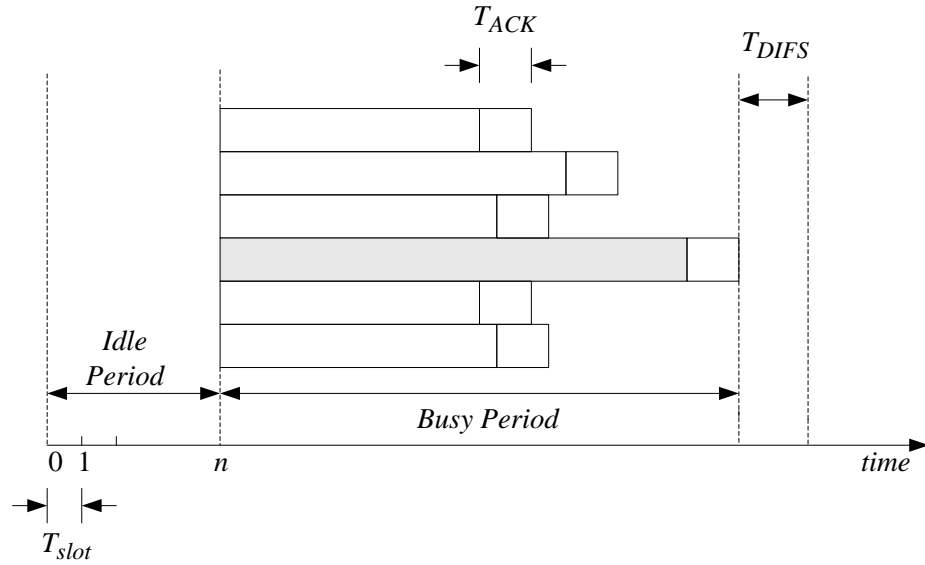 T_ACK
T_DIFS
Idle
Period
Busy Period
0 1 n time
T_slot